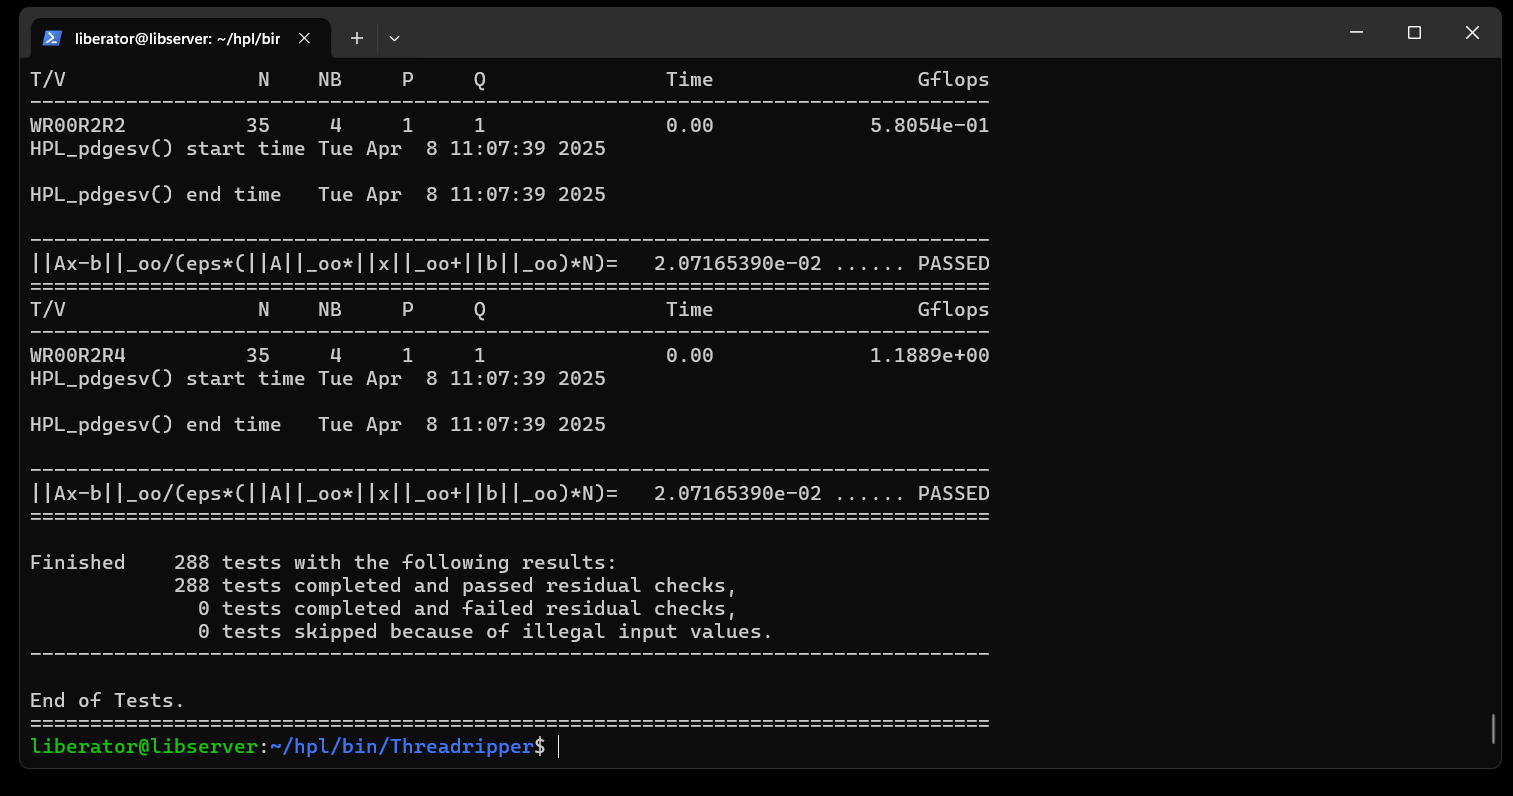 liberator@libserver: ~/hpl/bir
T/V                N    NB     P     Q               Time                 Gflops
--------------------------------------------------------------------------------
WR00R2R2          35     4     1     1               0.00             5.8054e-01
HPL_pdgesv() start time Tue Apr  8 11:07:39 2025
HPL_pdgesv() end time   Tue Apr  8 11:07:39 2025
--------------------------------------------------------------------------------
||Ax-b||_oo/(eps*(||A||_oo*||x||_oo+||b||_oo)*N)=   2.07165390e-02 ...... PASSED
================================================================================
T/V                N    NB     P     Q               Time                 Gflops
--------------------------------------------------------------------------------
WR00R2R4          35     4     1     1               0.00             1.1889e+00
HPL_pdgesv() start time Tue Apr  8 11:07:39 2025
HPL_pdgesv() end time   Tue Apr  8 11:07:39 2025
--------------------------------------------------------------------------------
||Ax-b||_oo/(eps*(||A||_oo*||x||_oo+||b||_oo)*N)=   2.07165390e-02 ...... PASSED
================================================================================
Finished    288 tests with the following results:
            288 tests completed and passed residual checks,
              0 tests completed and failed residual checks,
              0 tests skipped because of illegal input values.
--------------------------------------------------------------------------------
End of Tests.
================================================================================
liberator@libserver:~/hpl/bin/Threadripper$